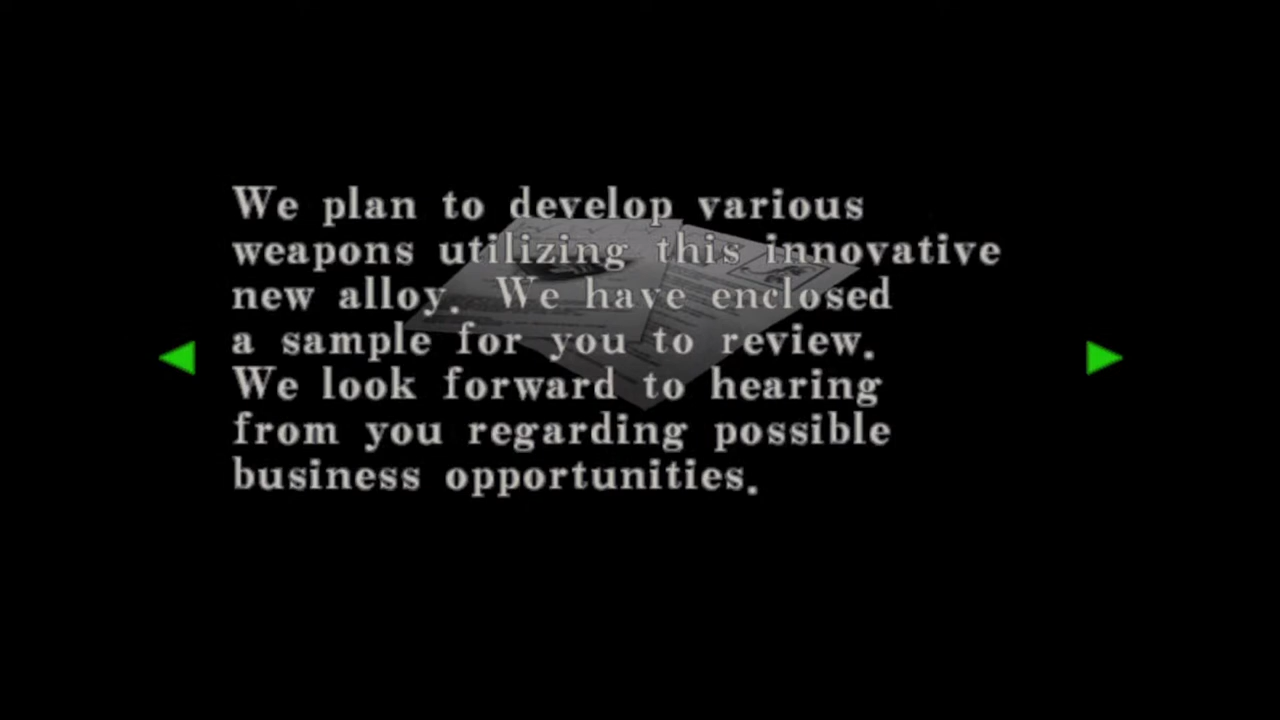 We plan to develop various
weapons utilizing this innovative
new alloy. We have enclosed
a sample for you to review.
We look forward to hearing
from you regarding possible
business opportunities.